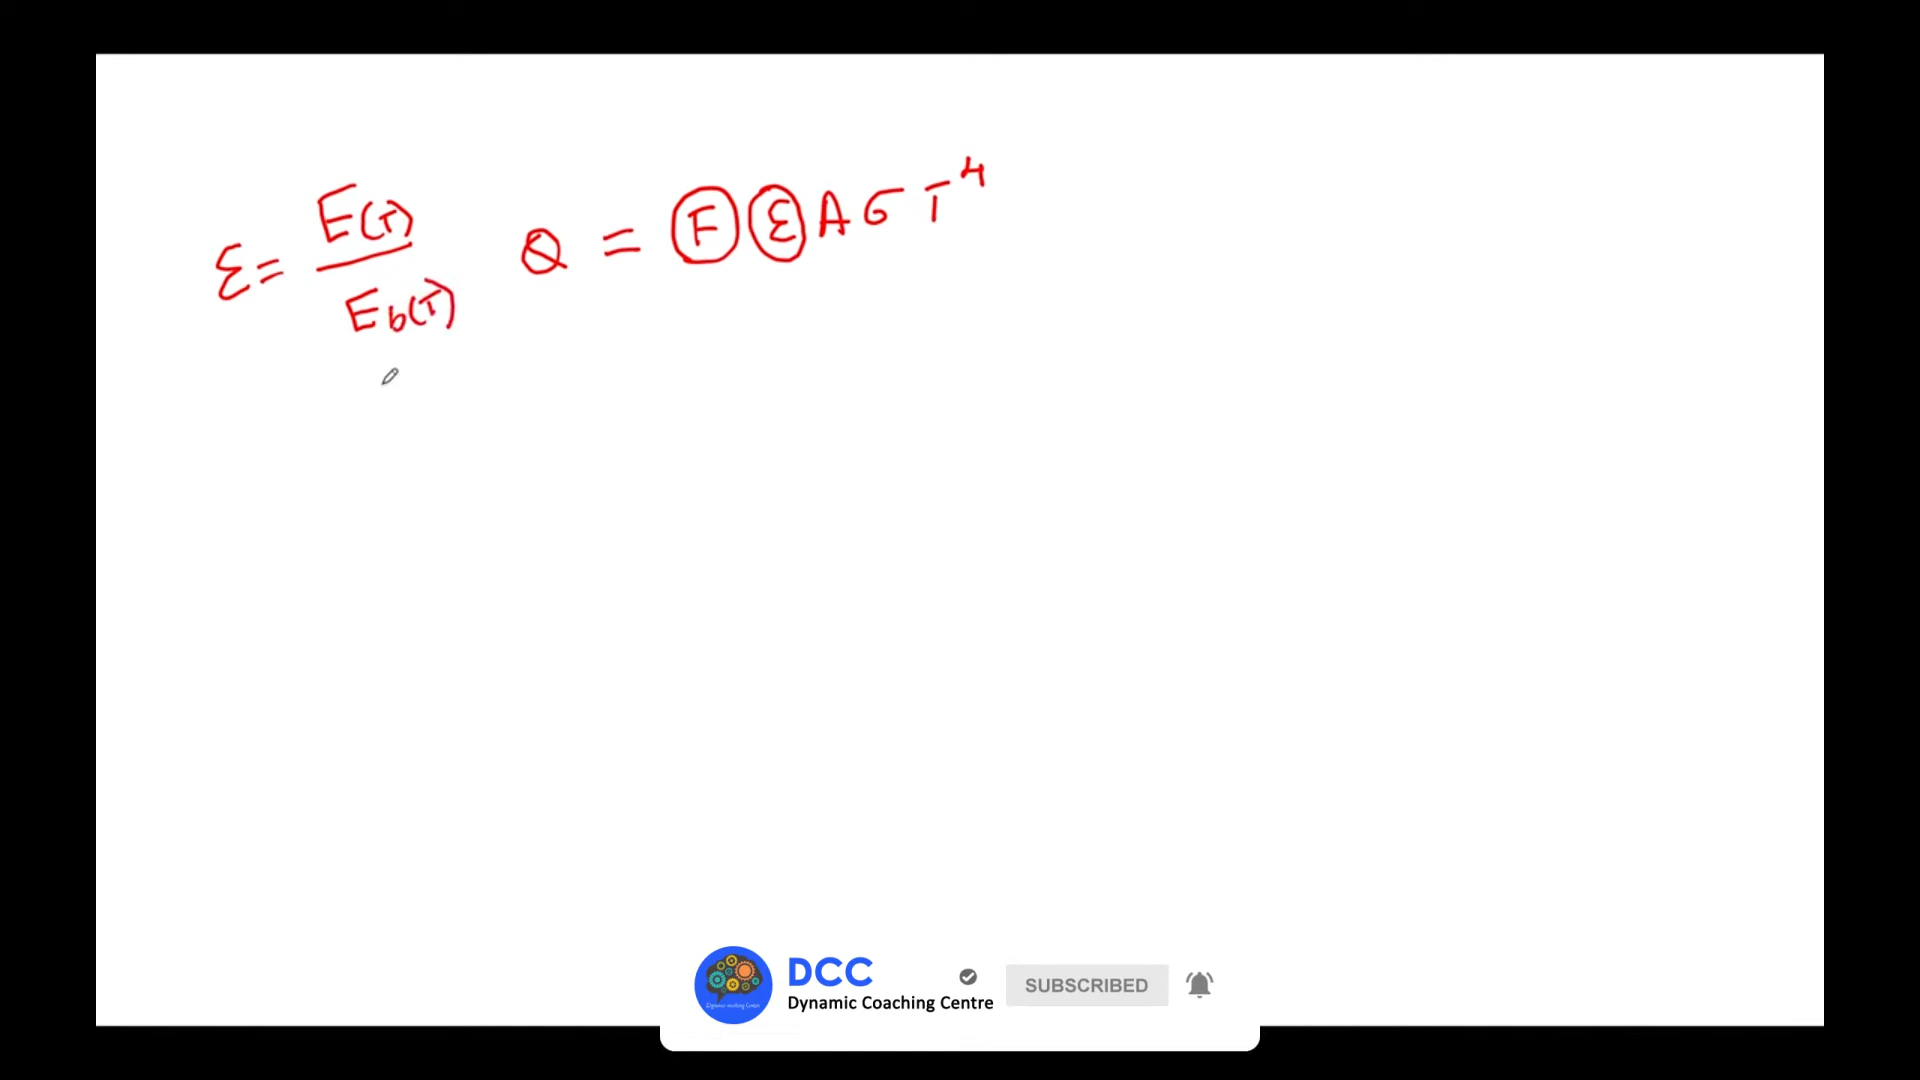 ε = E(T) / Eb(T)
Q = F ε A σ T⁴
DCC
Dynamic Coaching Centre
SUBSCRIBED